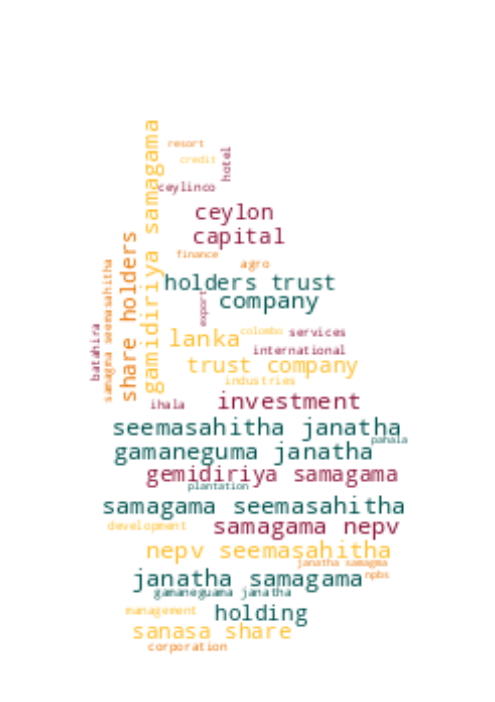 gamidiriya samagama
resort
credit
hotel
ceylinco
ceylon
capital
share holders
finance
agro
samagma seemasahitha
holders trust
export
company
batahira
lanka
colombo
services
international
trust company
industries
ihala
investment
seemasahitha janatha
pahala
gamaneguma janatha
gemidiriya samagama
plantation
samagama seemasahitha
development
samagama nepv
nepv seemasahitha
janatha samagma
janatha samagama
npbs
gamaneguama janatha
management
holding
sanasa share
corporation